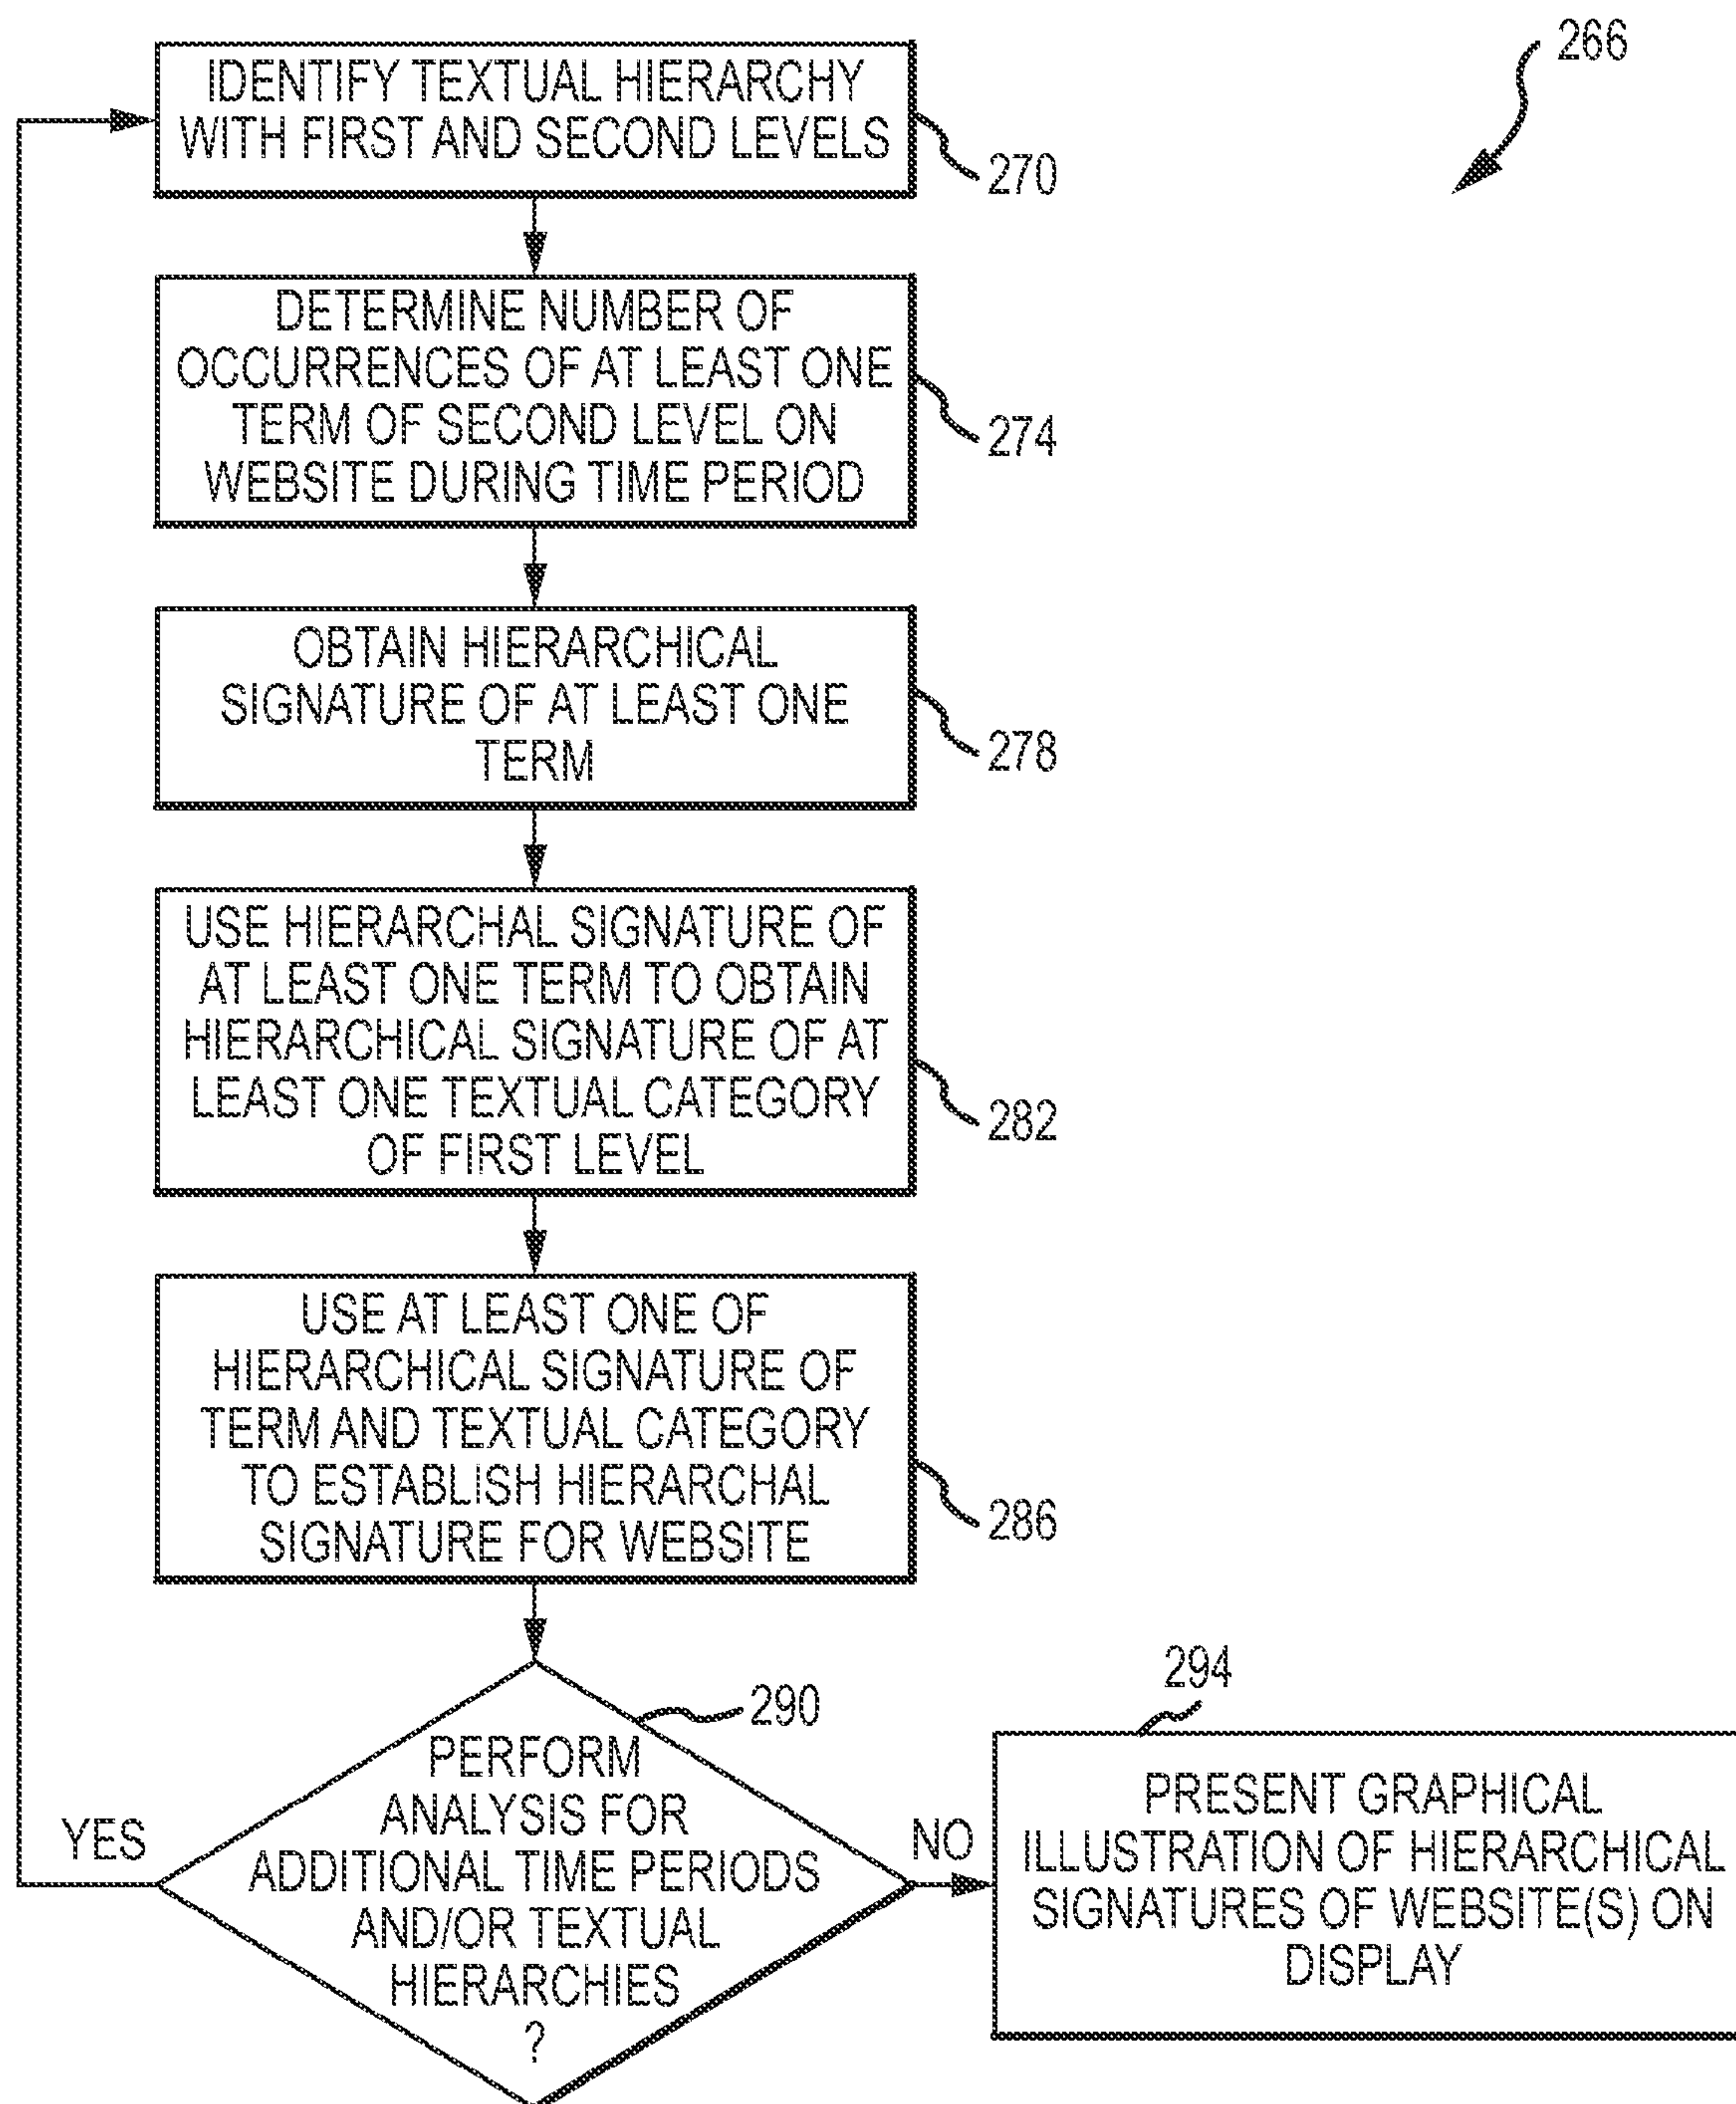 266
IDENTIFY TEXTUAL HIERARCHY
WITH FIRST AND SECOND LEVELS
270
DETERMINE NUMBER OF
OCCURRENCES OF AT LEAST ONE
TERM OF SECOND LEVEL ON
WEBSITE DURING TIME PERIOD
274
OBTAIN HIERARCHICAL
SIGNATURE OF AT LEAST ONE
TERM
278
USE HIERARCHAL SIGNATURE OF
AT LEAST ONE TERM TO OBTAIN
HIERARCHICAL SIGNATURE OF AT
LEAST ONE TEXTUAL CATEGORY
OF FIRST LEVEL
282
USE AT LEAST ONE OF
HIERARCHICAL SIGNATURE OF
TERM AND TEXTUAL CATEGORY
TO ESTABLISH HIERARCHAL
SIGNATURE FOR WEBSITE
286
290
PERFORM
ANALYSIS FOR
ADDITIONAL TIME PERIODS
AND/OR TEXTUAL
HIERARCHIES
?
YES
NO
294
PRESENT GRAPHICAL
ILLUSTRATION OF HIERARCHICAL
SIGNATURES OF WEBSITE(S) ON
DISPLAY